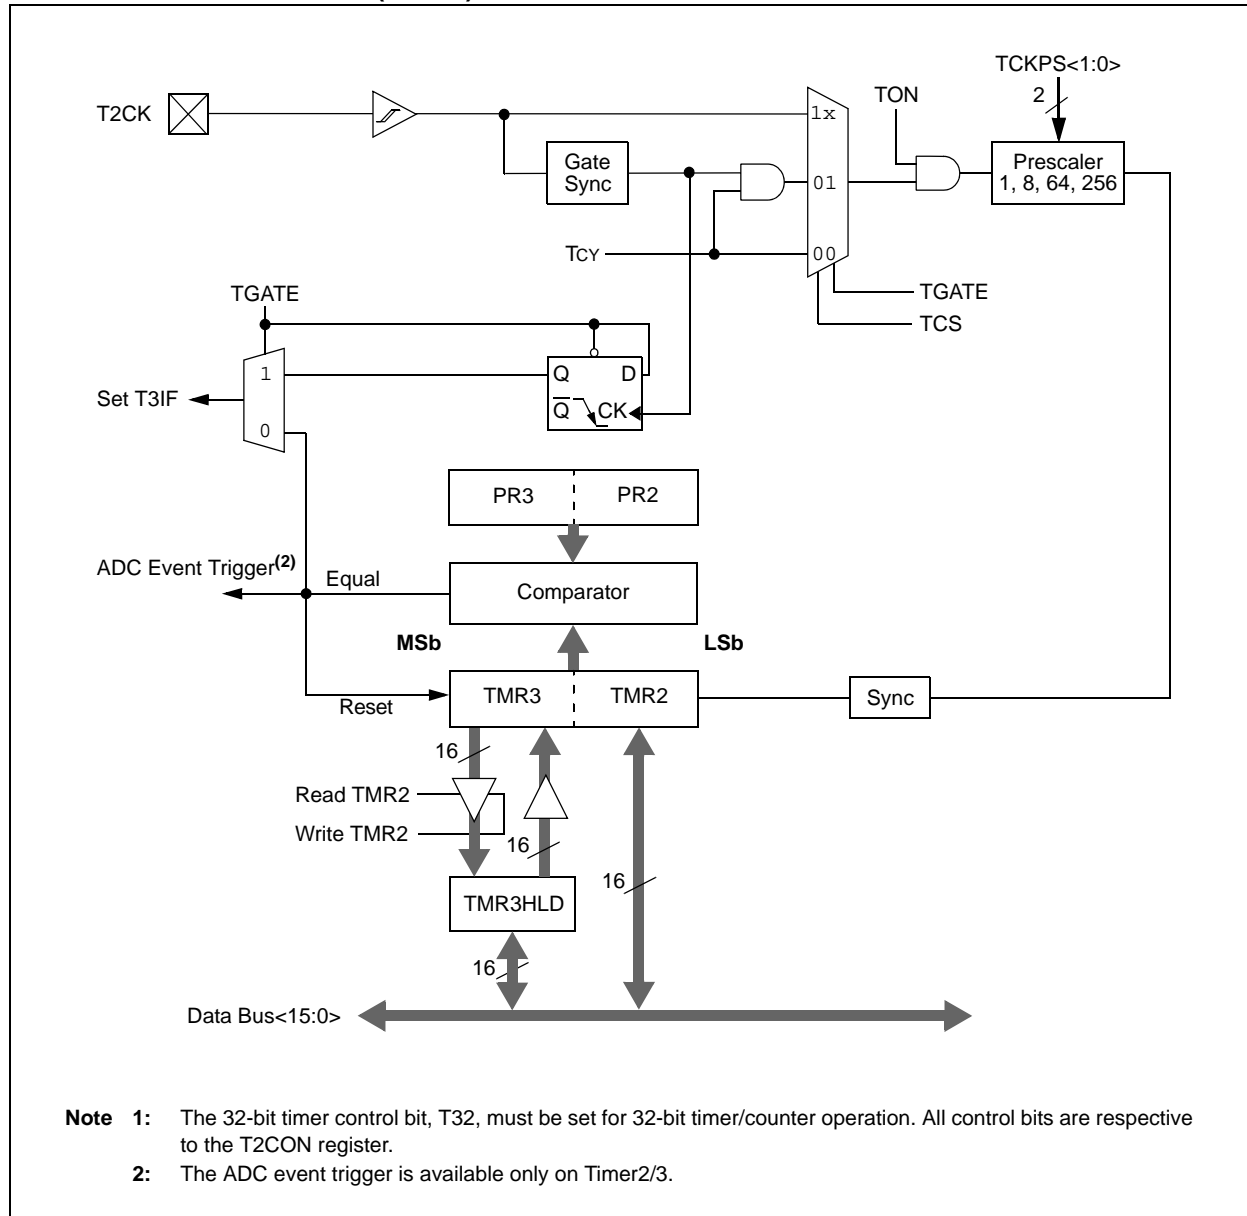 TCKPS<1:0>
2
TON
T2CK
1x
Gate
Sync
Prescaler
1, 8, 64, 256
01
TCY
00
TGATE
TCS
TGATE
1
Q
D
Set T3IF
Q
CK
0
PR3
PR2
ADC Event Trigger(2)
Equal
Comparator
MSb
LSb
TMR3
TMR2
Sync
Reset
16
Read TMR2
Write TMR2
16
16
TMR3HLD
16
Data Bus<15:0>
Note 1: The 32-bit timer control bit, T32, must be set for 32-bit timer/counter operation. All control bits are respective
to the T2CON register.
2: The ADC event trigger is available only on Timer2/3.